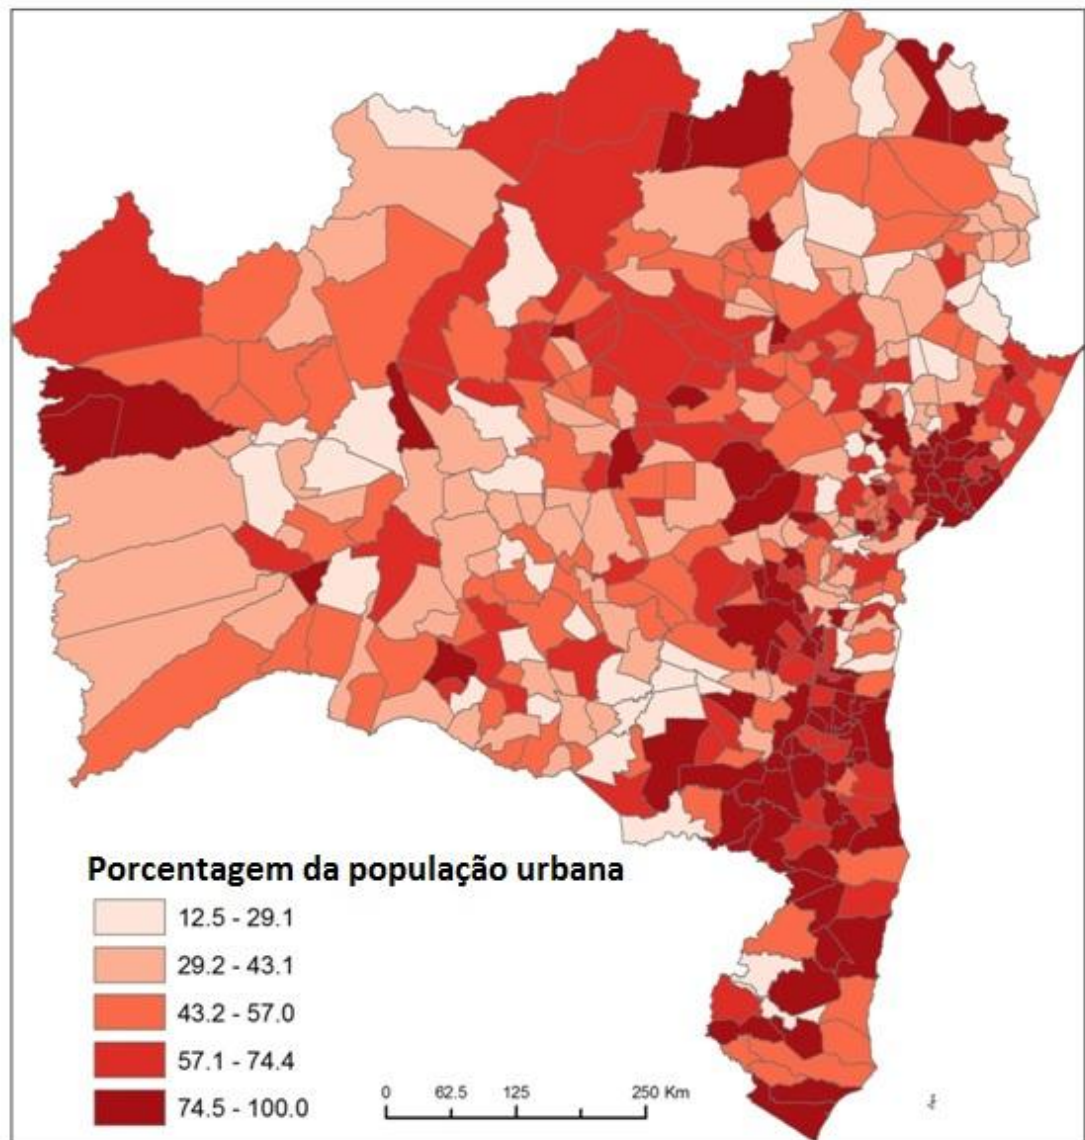 Porcentagem da população urbana
12.5 - 29.1
29.2 - 43.1
43.2 - 57.0
57.1 - 74.4
74.5 - 100.0
0 62.5 125 250 Km